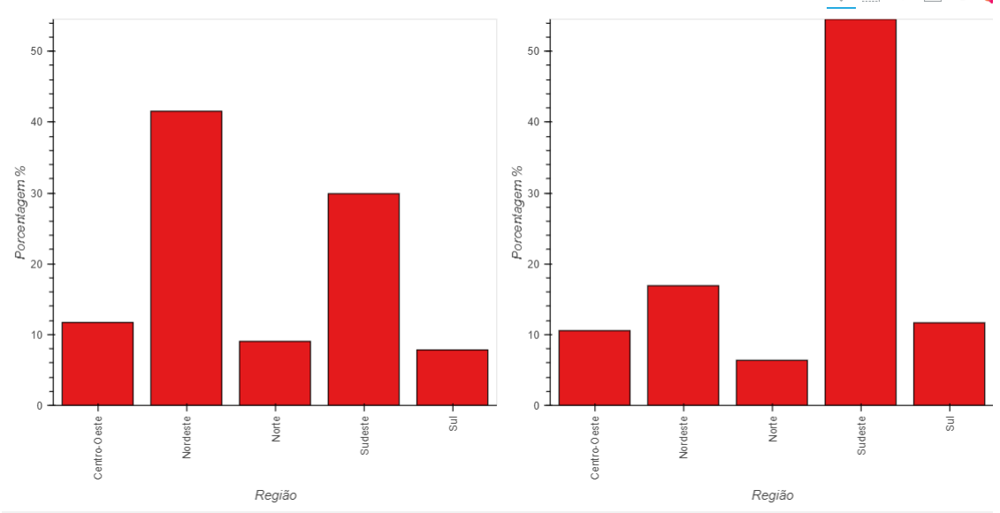 50
40
30
20
10
0
Porcentagem %
Centro-Oeste
Nordeste
Norte
Sudeste
Sul
Região
50
40
30
20
10
0
Porcentagem %
Centro-Oeste
Nordeste
Norte
Sudeste
Sul
Região